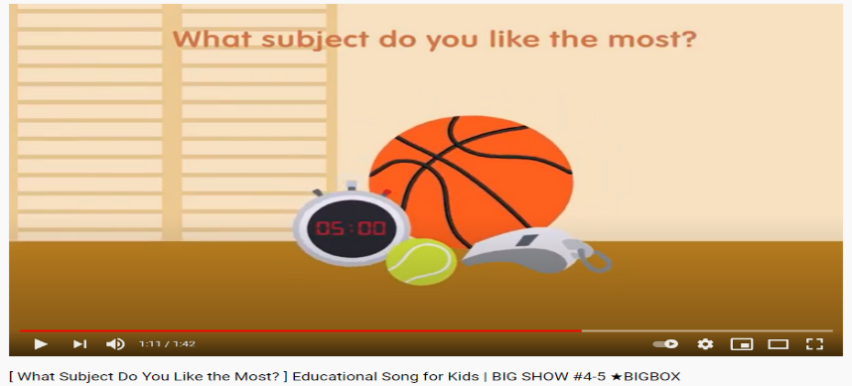 What subject do you like the most?
05:00
1:11 / 1:42
[ What Subject Do You Like the Most? ] Educational Song for Kids | BIG SHOW #4-5 ★BIGBOX